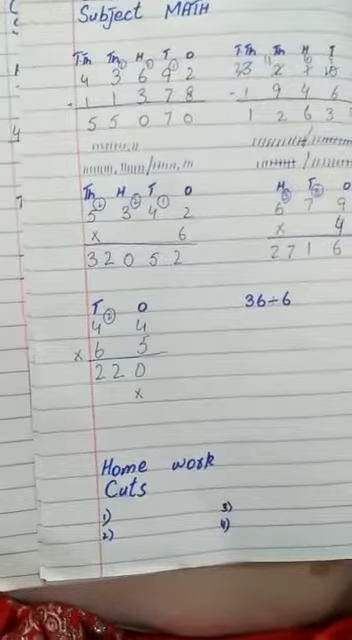 Subject MATH
T.Th Th H T O
4 3 6 9 2
1 1 3 7 8
5 5 0 7 0
T.Th Th H T
- 1 9 4 6
1 2 6 3
Th H T O
5 3 4 2
x 6
3 2 0 5 2
H T O
6 7 9
x 4
2 7 1 6
T O
4 4
x 6 5
2 2 0
x
36÷6
Home work
Cuts
1) 3)
2) 4)